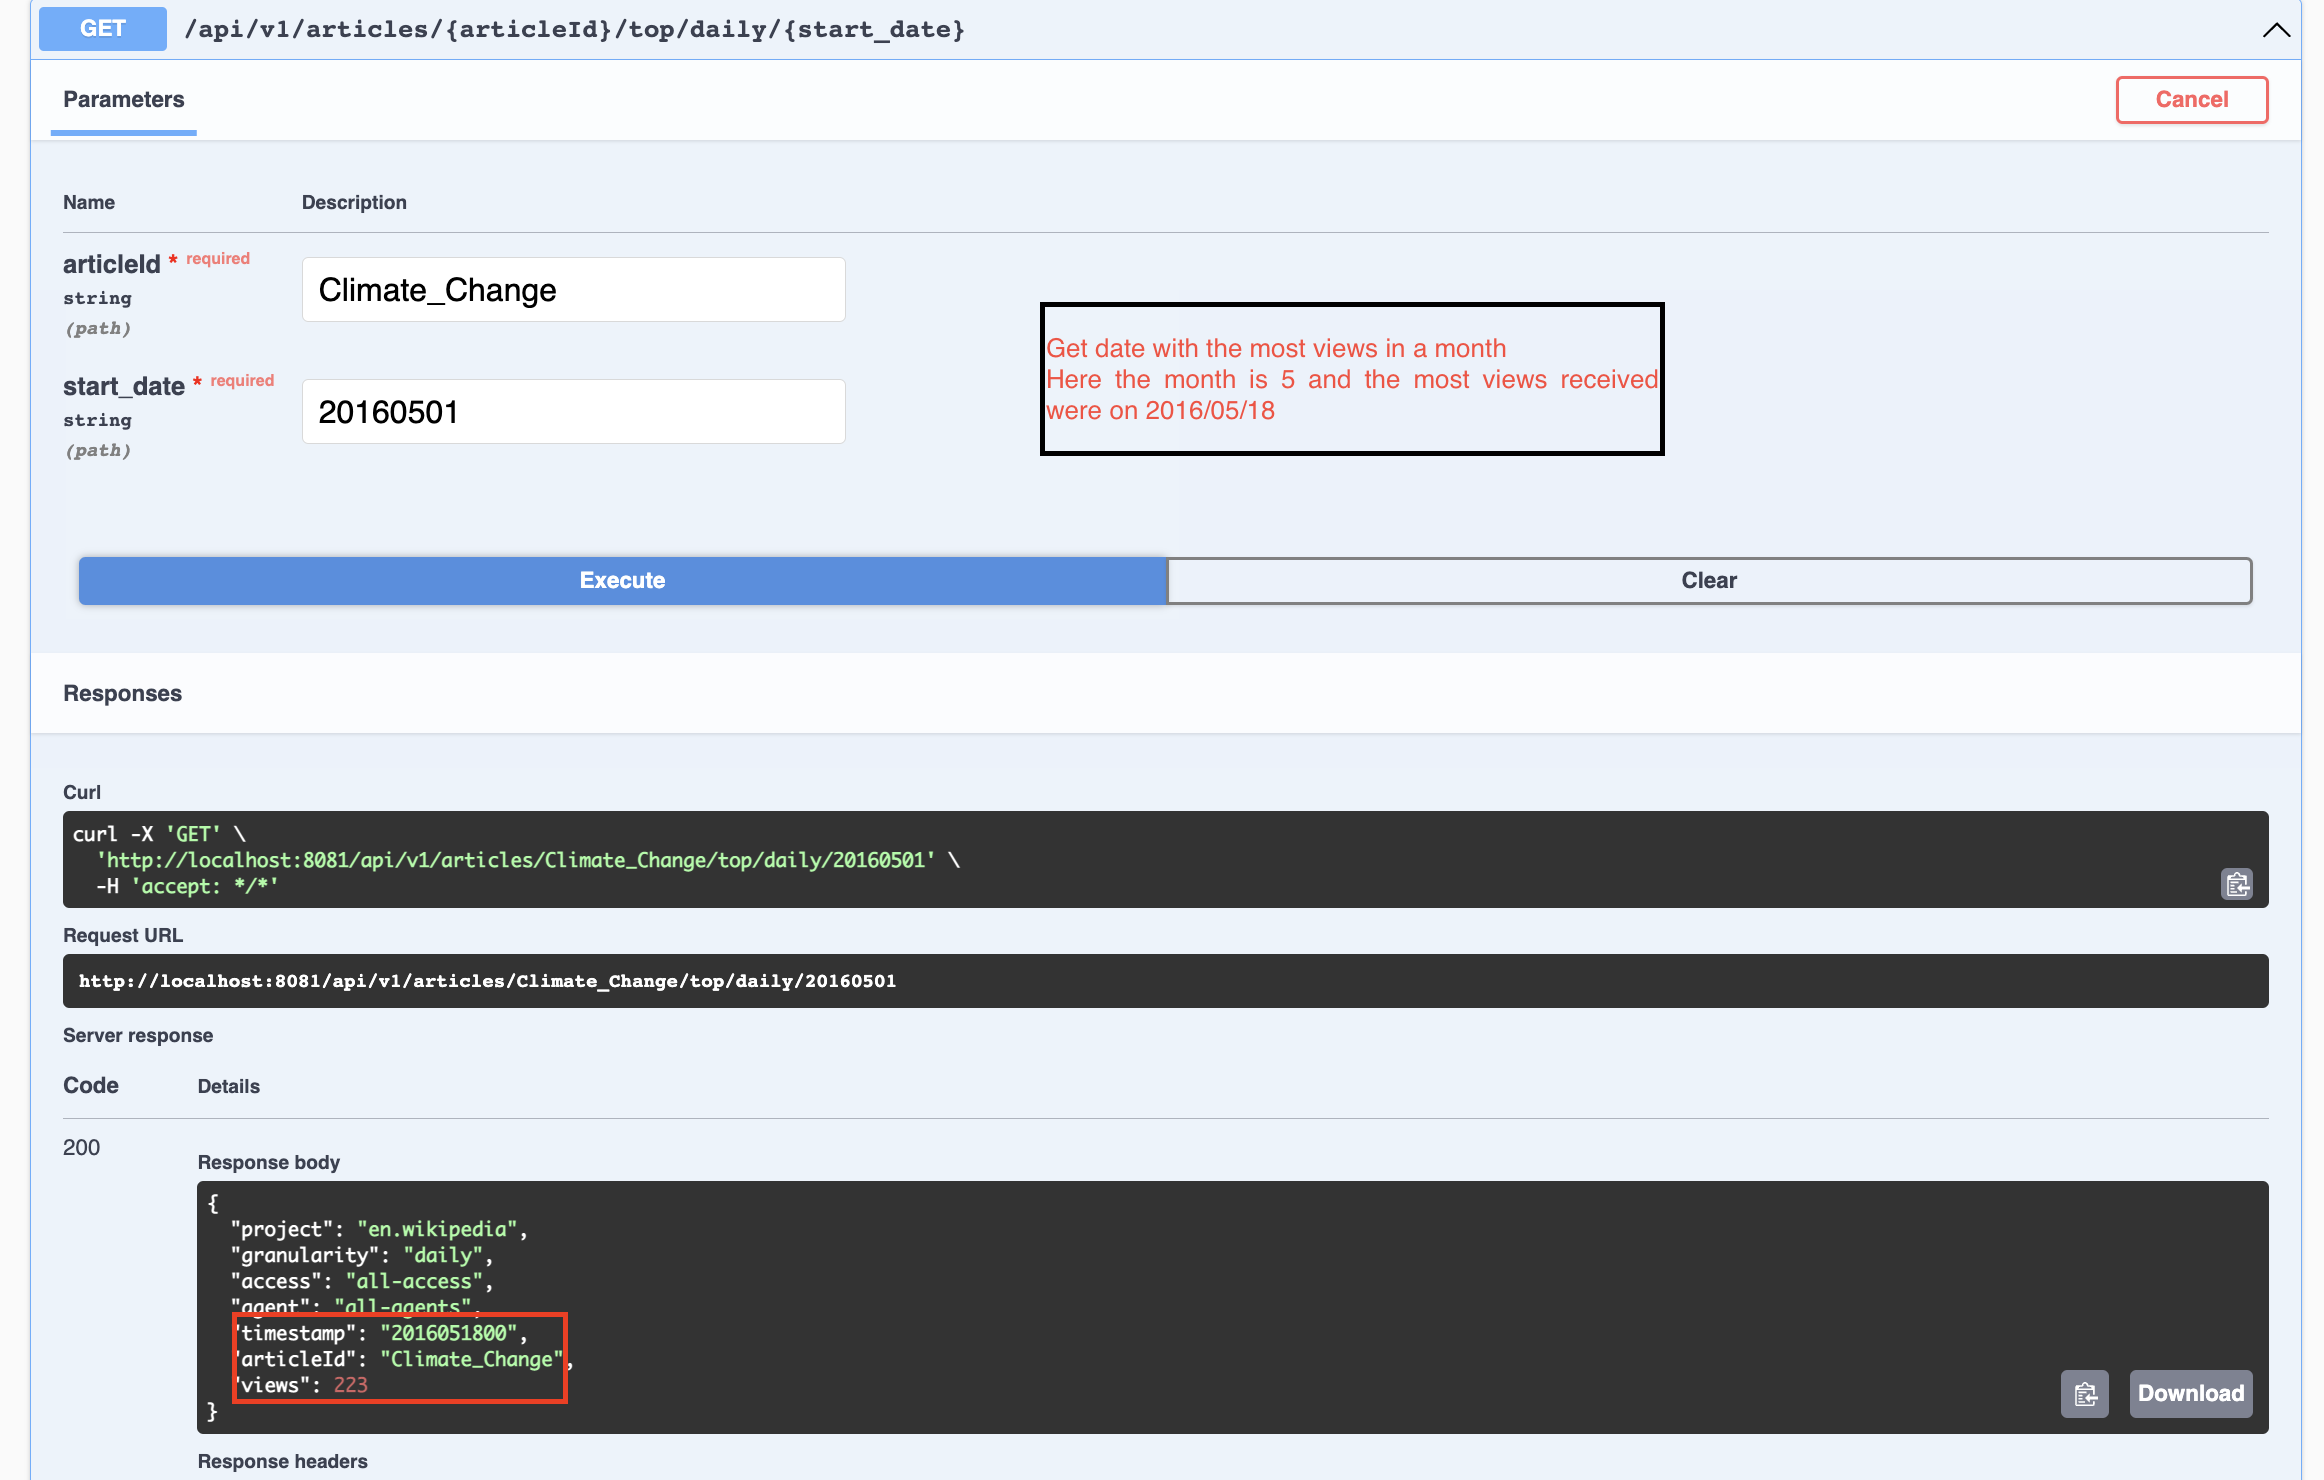 GET /api/v1/articles/{articleId}/top/daily/{start_date}
Parameters
Cancel
Name Description
articleId * required
string
(path)
Climate_Change
start_date * required
string
(path)
20160501
Get date with the most views in a month
Here the month is 5 and the most views received
were on 2016/05/18
Execute Clear
Responses
Curl
curl -X 'GET' \
'http://localhost:8081/api/v1/articles/Climate_Change/top/daily/20160501' \
-H 'accept: */*'
Request URL
http://localhost:8081/api/v1/articles/Climate_Change/top/daily/20160501
Server response
Code Details
200
Response body
{
"project": "en.wikipedia",
"granularity": "daily",
"access": "all-access",
"agent": "all-agents",
"timestamp": "2016051800",
"articleId": "Climate_Change",
"views": 223
}
Download
Response headers